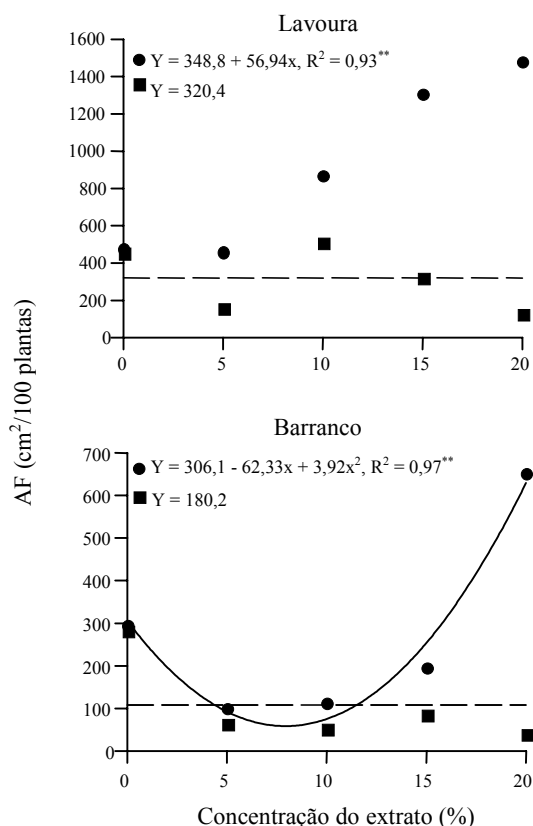 Lavoura
1600
Y = 348,8 + 56,94x, R² = 0,93**
1400
Y = 320,4
1200
1000
800
600
400
200
0
0 5 10 15 20
AF (cm²/100 plantas)
Barranco
700
Y = 306,1 - 62,33x + 3,92x², R² = 0,97**
600
Y = 180,2
500
400
300
200
100
0
0 5 10 15 20
Concentração do extrato (%)